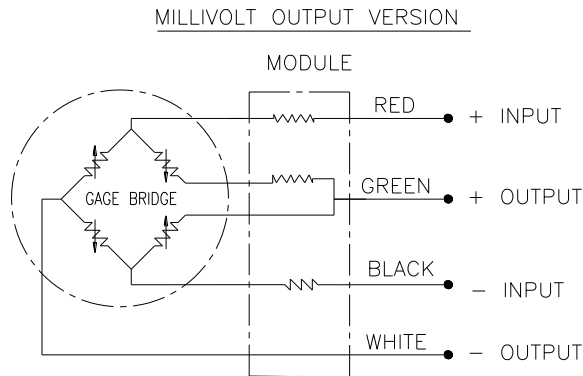 MILLIVOLT OUTPUT VERSION
MODULE
RED
+ INPUT
GAGE BRIDGE
GREEN
+ OUTPUT
BLACK
− INPUT
WHITE
− OUTPUT